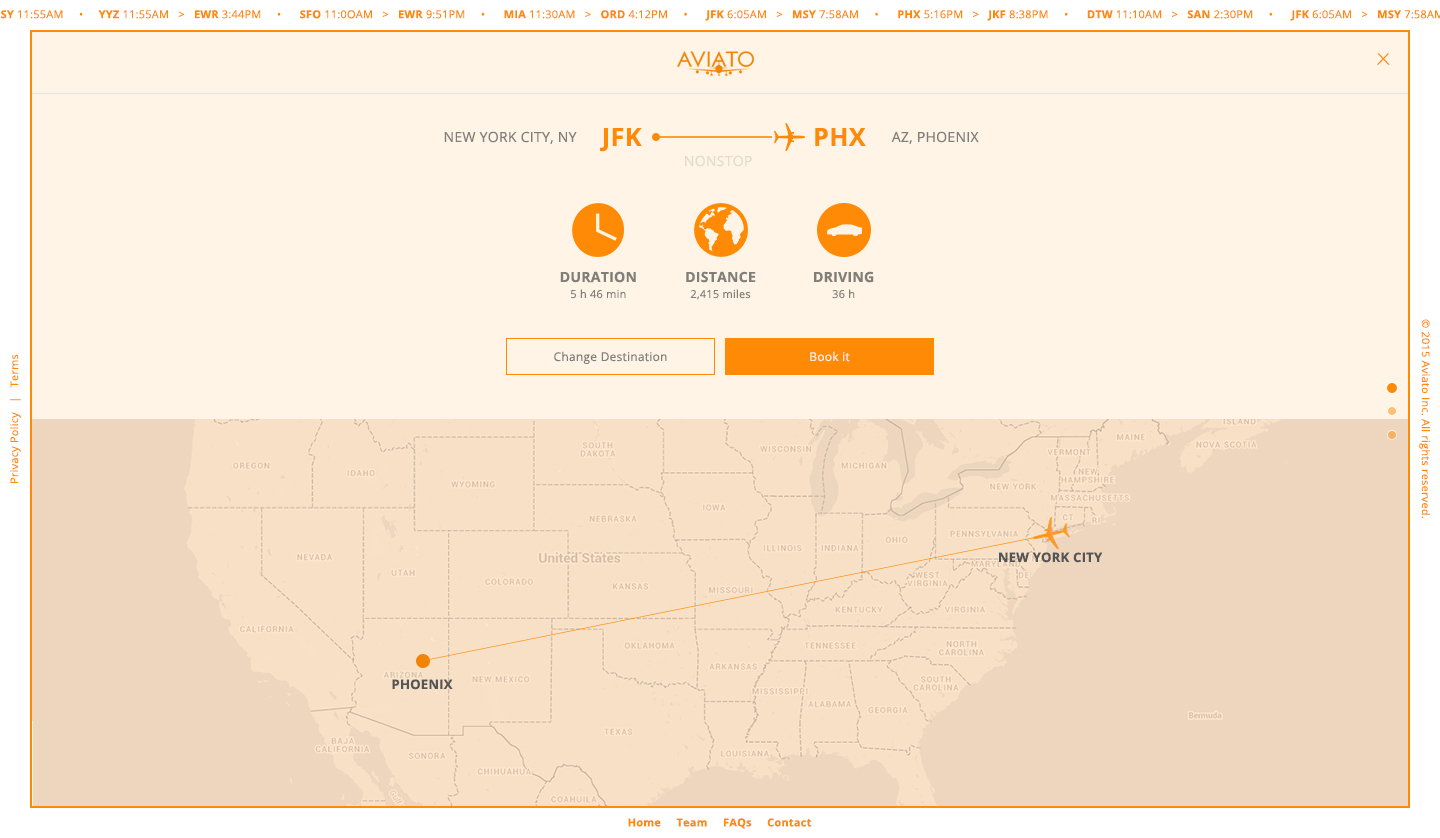 SY 11:55AM • YYZ 11:55AM > EWR 3:44PM • SFO 11:00AM > EWR 9:51PM • MIA 11:30AM > ORD 4:12PM • JFK 6:05AM > MSY 7:58AM • PHX 5:16PM > JKF 8:38PM • DTW 11:10AM > SAN 2:30PM • JFK 6:05AM > MSY 7:58AM
AVIATO
NEW YORK CITY, NY JFK PHX AZ, PHOENIX
NONSTOP
DURATION DISTANCE DRIVING
5 h 46 min 2,415 miles 36 h
Change Destination Book it
Privacy Policy | Terms
© 2015 Aviato Inc. All rights reserved.
ISLAND
MAINE
NOVA SCOTIA
SOUTH
DAKOTA
WISCONSIN
VERMONT
OREGON
MICHIGAN
IDAHO
NEW
HAMPSHIRE
WYOMING
NEW YORK
MASSACHUSETTS
IOWA
CT
RI
NEBRASKA
PENNSYLVANIA
OHIO
ILLINOIS
INDIANA
NEVADA
United States
NEW YORK CITY
MARYLAND
UTAH
COLORADO
KANSAS
MISSOURI
WEST
VIRGINIA
DE
KENTUCKY
VIRGINIA
CALIFORNIA
OKLAHOMA
TENNESSEE
NORTH
CAROLINA
ARIZONA
ARKANSAS
PHOENIX
NEW MEXICO
MISSISSIPPI
SOUTH
CAROLINA
ALABAMA
GEORGIA
Bermuda
TEXAS
BAJA
CALIFORNIA
SONORA
LOUISIANA
CHIHUAHUA
COAHUILA
Home Team FAQs Contact